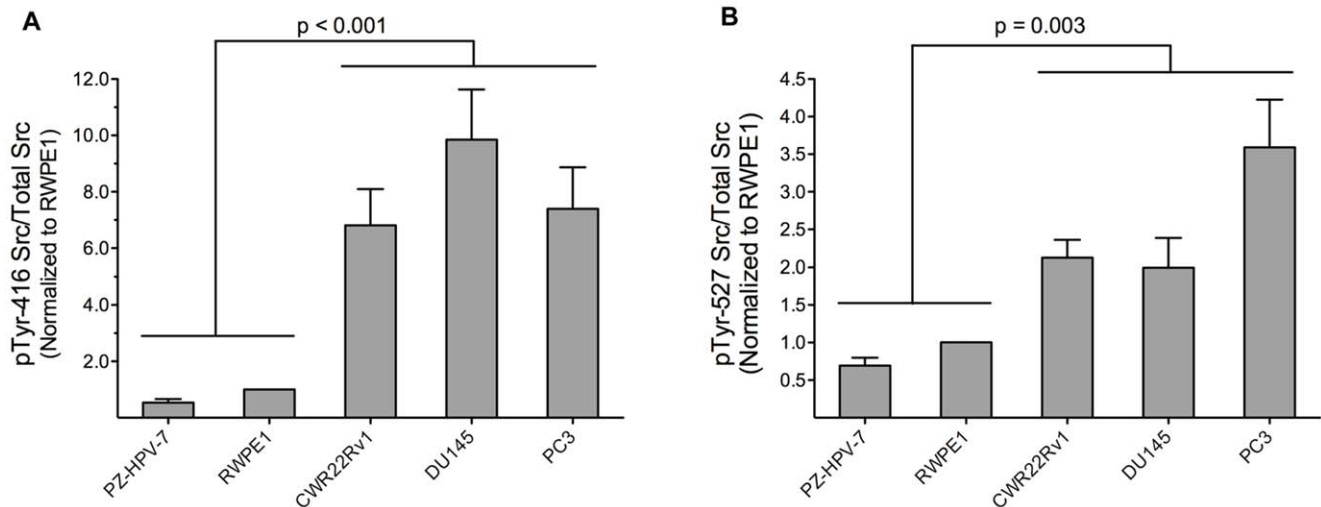 A
p < 0.001
pTyr-416 Src/Total Src
(Normalized to RWPE1)
12.0
10.0
8.0
6.0
4.0
2.0
PZ-HPV-7
RWPE1
CWR22Rv1
DU145
PC3
B
p = 0.003
pTyr-527 Src/Total Src
(Normalized to RWPE1)
4.5
4.0
3.5
3.0
2.5
2.0
1.5
1.0
0.5
PZ-HPV-7
RWPE1
CWR22Rv1
DU145
PC3